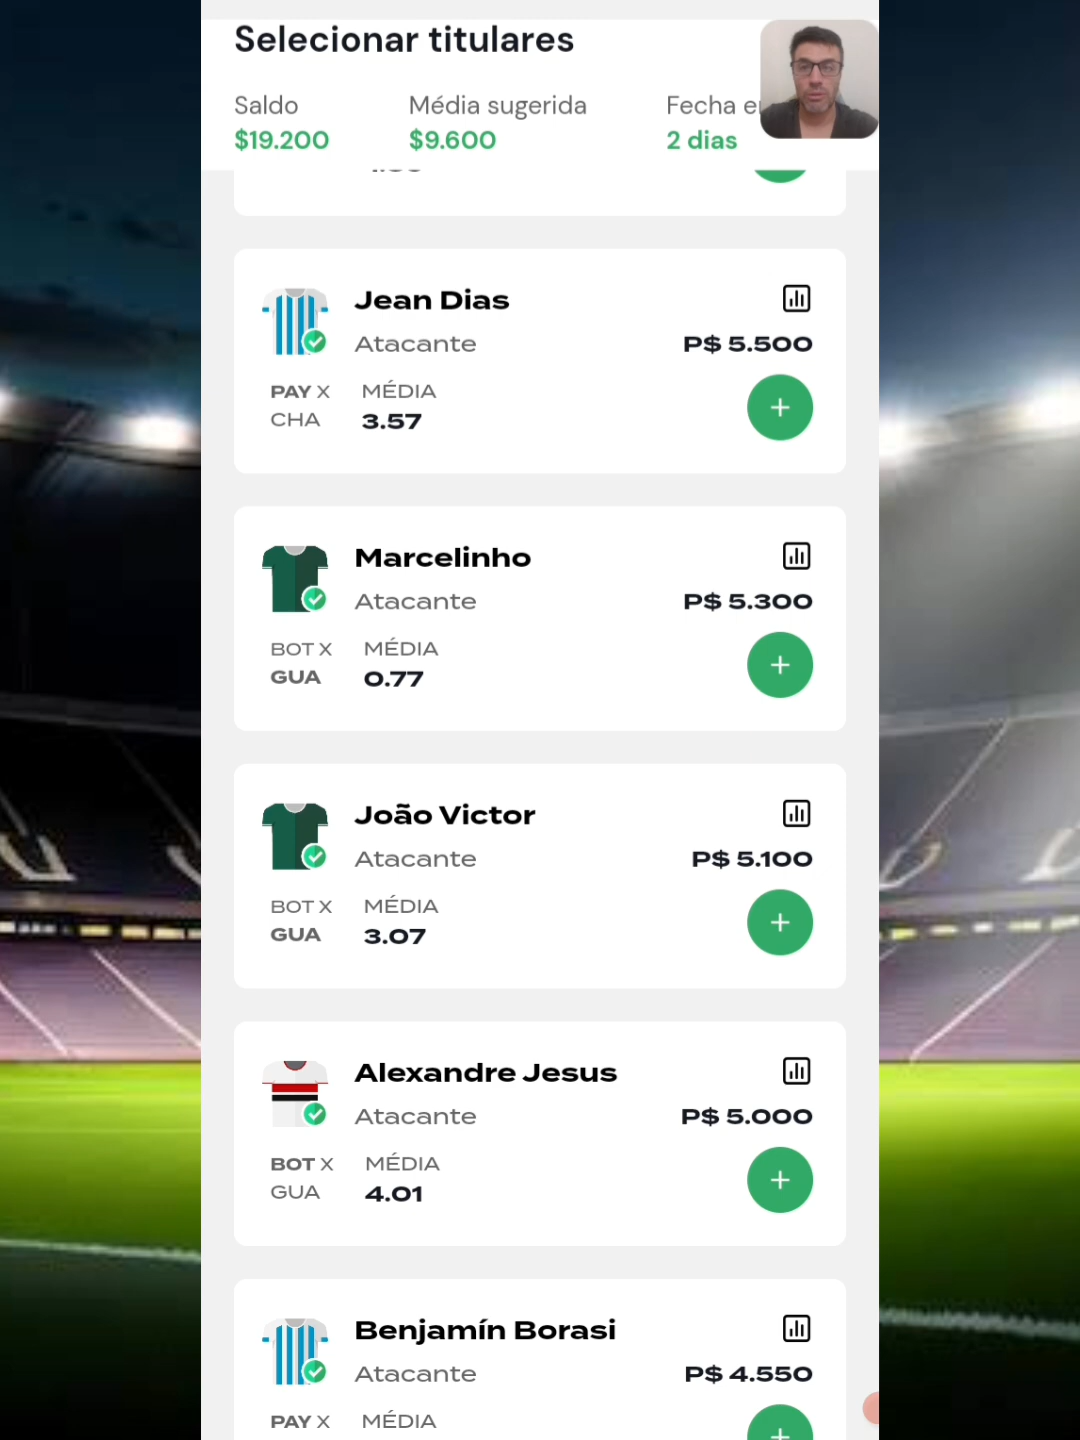 Selecionar titulares
Saldo
Média sugerida
Fecha
$19.200
$9.600
2 dias
Jean Dias
Atacante
P$ 5.500
PAY X
MÉDIA
CHA
3.57
Marcelinho
Atacante
P$ 5.300
BOT X
MÉDIA
GUA
0.77
João Victor
Atacante
P$ 5.100
BOT X
MÉDIA
GUA
3.07
Alexandre Jesus
Atacante
P$ 5.000
BOT X
MÉDIA
GUA
4.01
Benjamín Borasi
Atacante
P$ 4.550
PAY X
MÉDIA